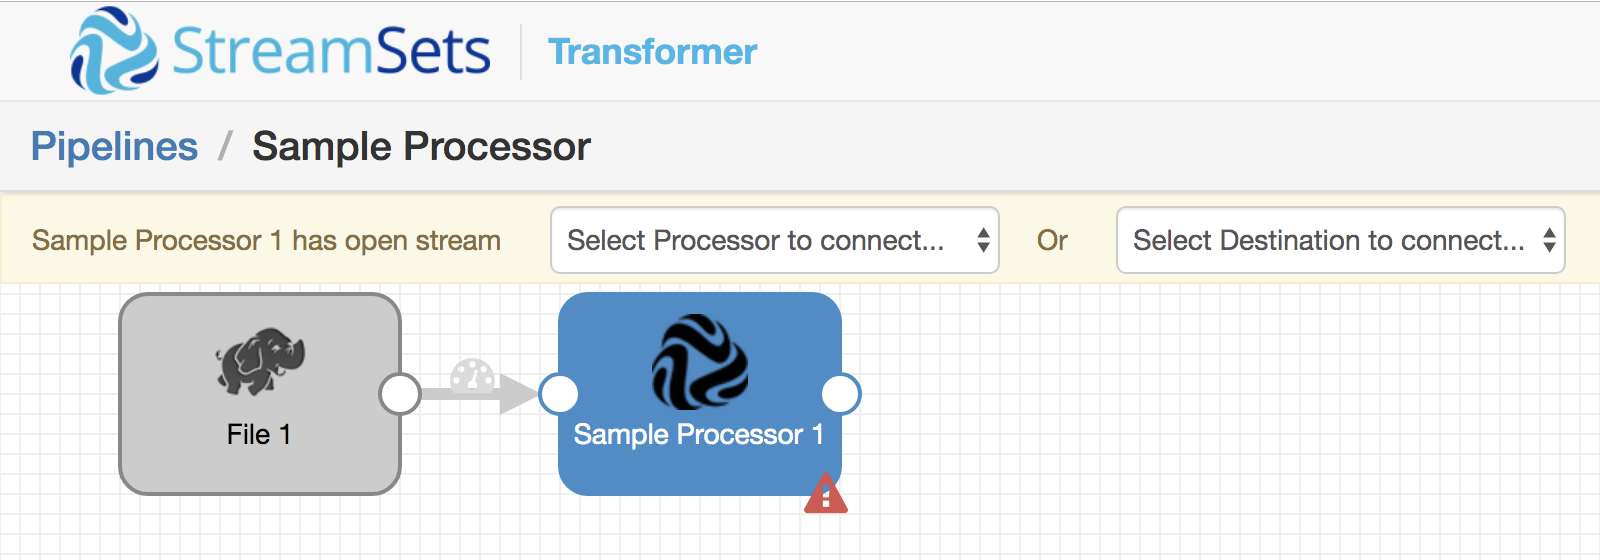 StreamSets Transformer
Pipelines / Sample Processor
Sample Processor 1 has open stream Select Processor to connect... Or Select Destination to connect...
File 1 Sample Processor 1